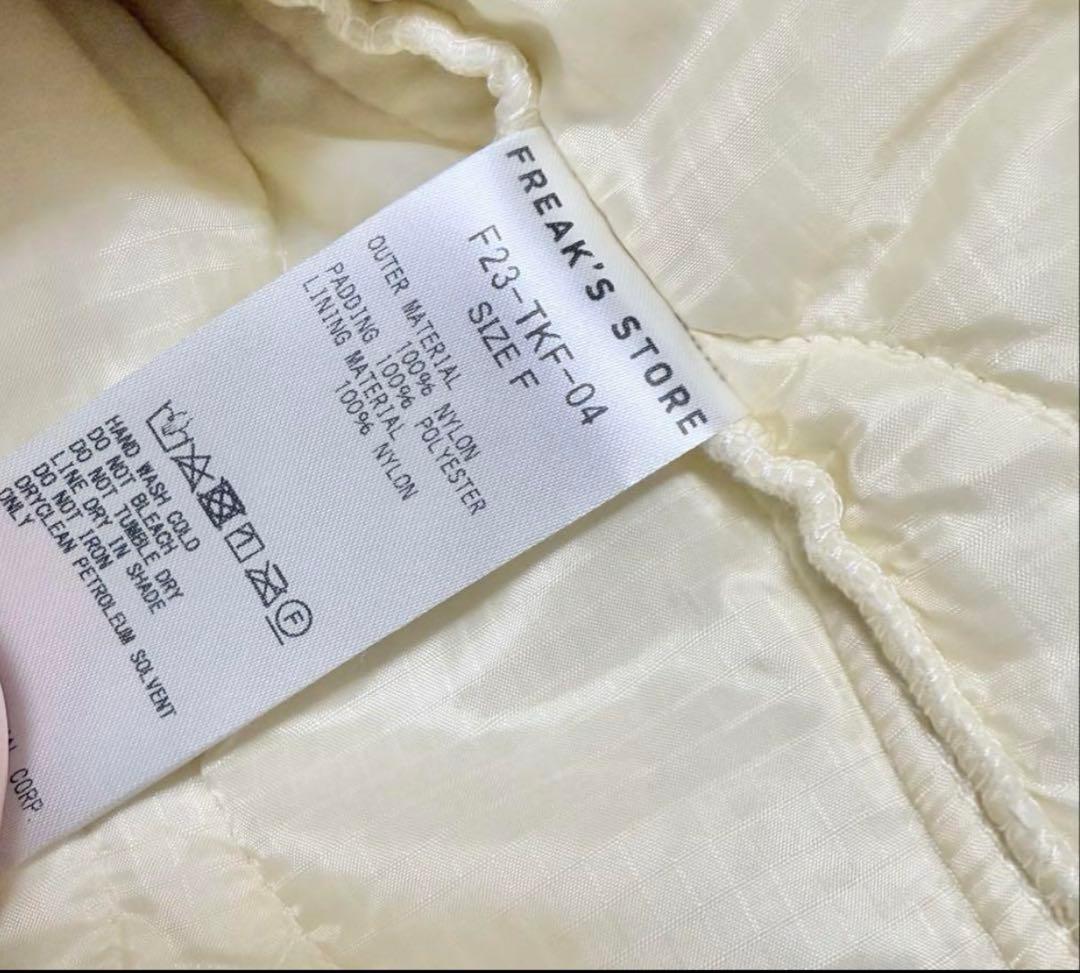 FREAK'S STORE
F23-TKF-04
SIZE F
OUTER MATERIAL
100% NYLON
PADDING 100% POLYESTER
LINING MATERIAL
100% NYLON
F
HAND WASH COLD
DO NOT BLEACH
DO NOT TUMBLE DRY
LINE DRY IN SHADE
DO NOT IRON
DRYCLEAN PETROLEUM SOLVENT
ONLY
CORP.